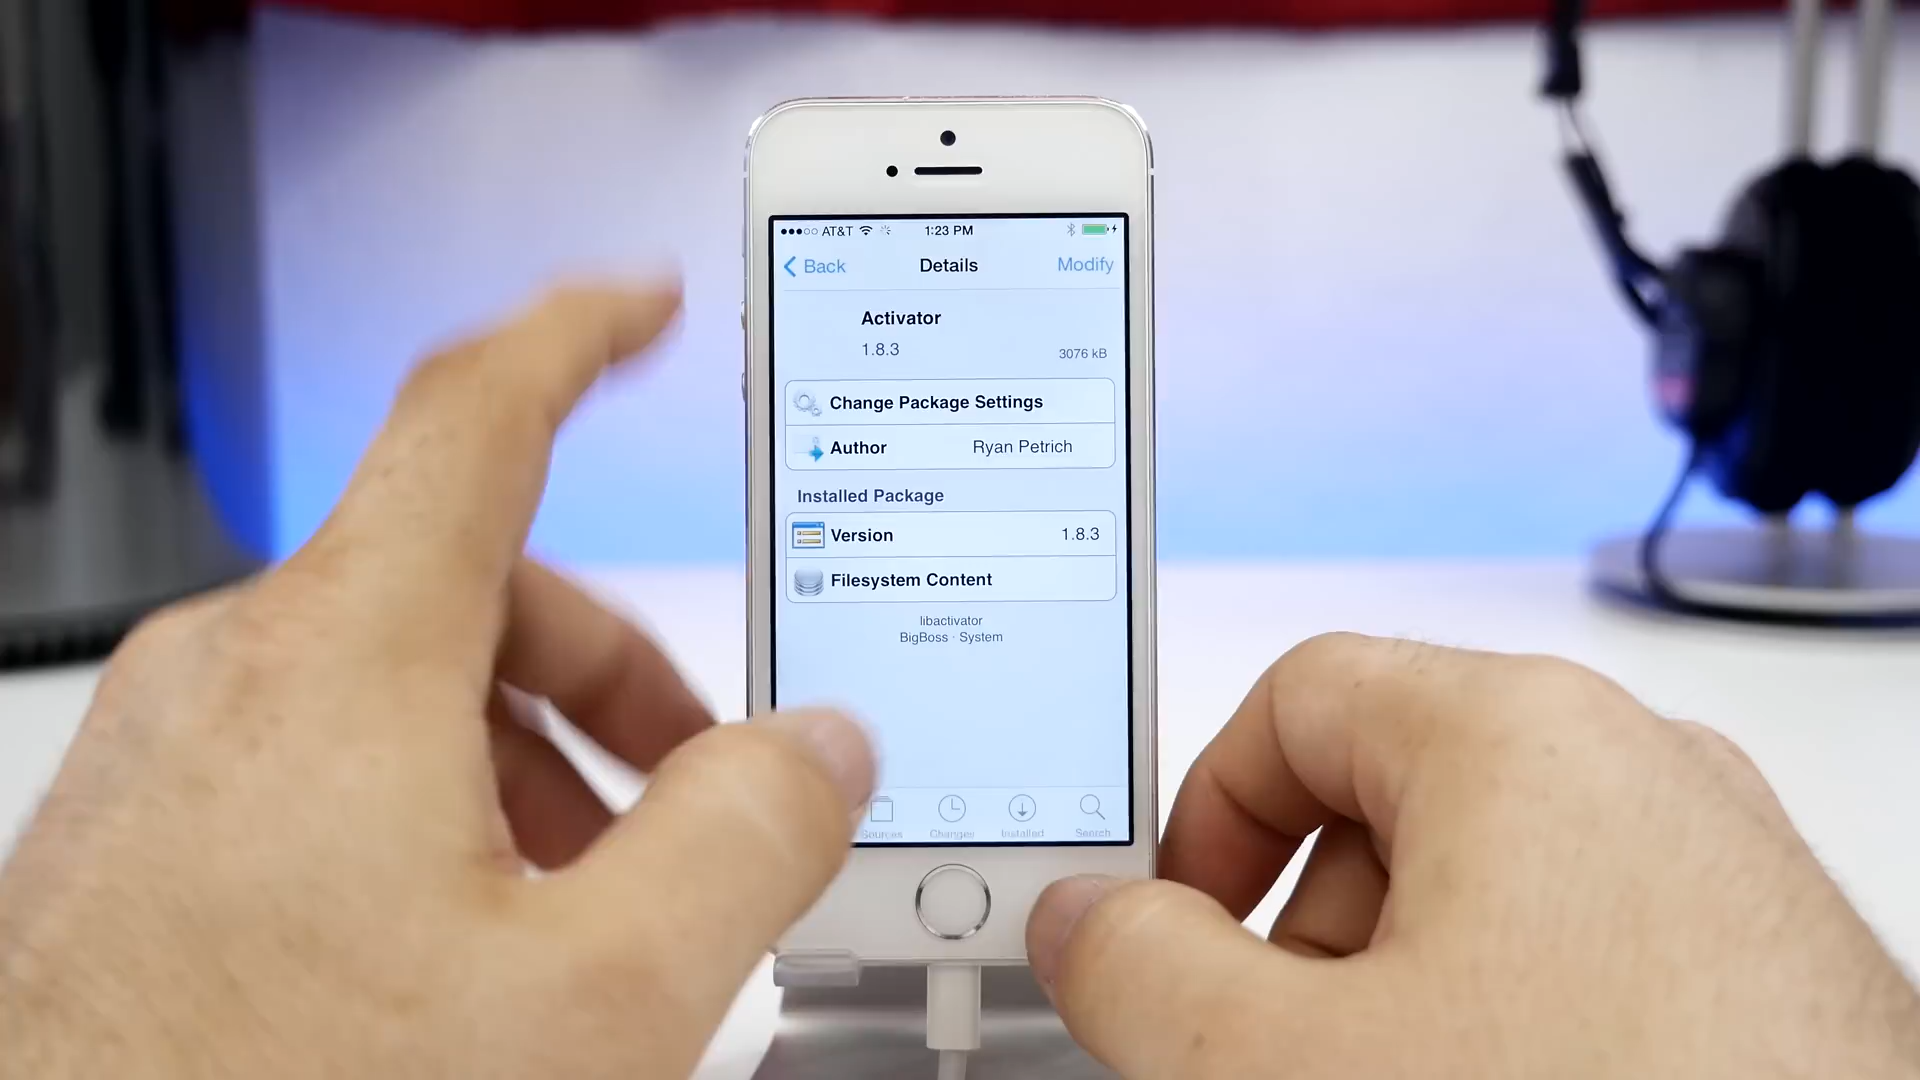 AT&T 1:23 PM
Back Details Modify
Activator
1.8.3 3076 kB
Change Package Settings
Author Ryan Petrich
Installed Package
Version 1.8.3
Filesystem Content
libactivator
BigBoss · System
Sources Changes Installed Search